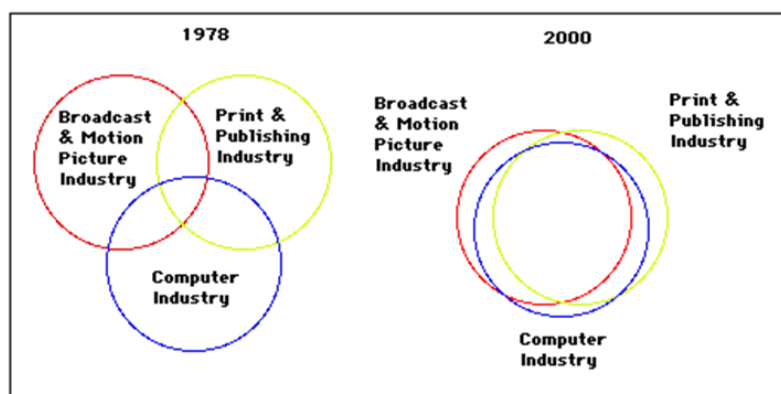 1978
Broadcast
& Motion
Picture
Industry
Print &
Publishing
Industry
Computer
Industry
2000
Broadcast
& Motion
Picture
Industry
Print &
Publishing
Industry
Computer
Industry